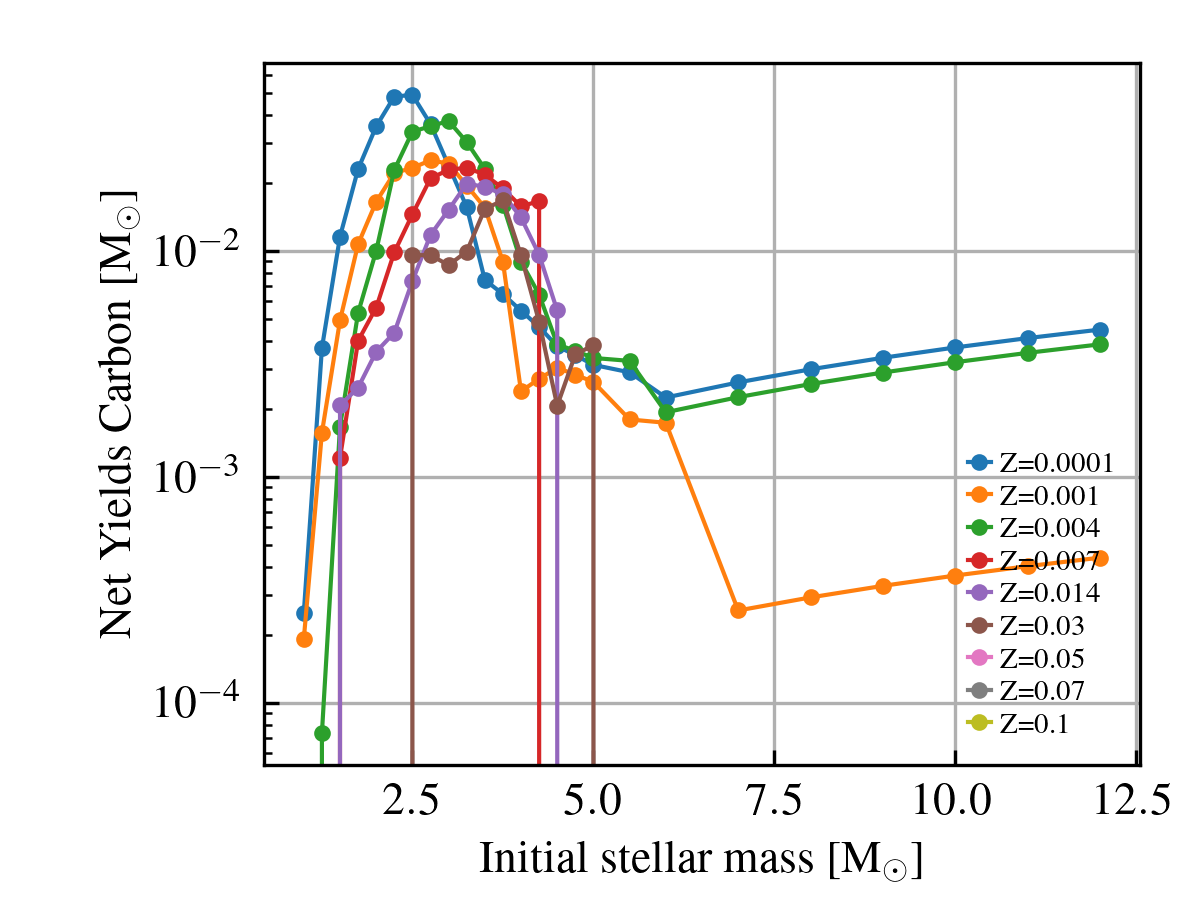 Net Yields Carbon [M☉]
10⁻²
10⁻³
10⁻⁴
Z=0.0001
Z=0.001
Z=0.004
Z=0.007
Z=0.014
Z=0.03
Z=0.05
Z=0.07
Z=0.1
2.5 5.0 7.5 10.0 12.5
Initial stellar mass [M☉]